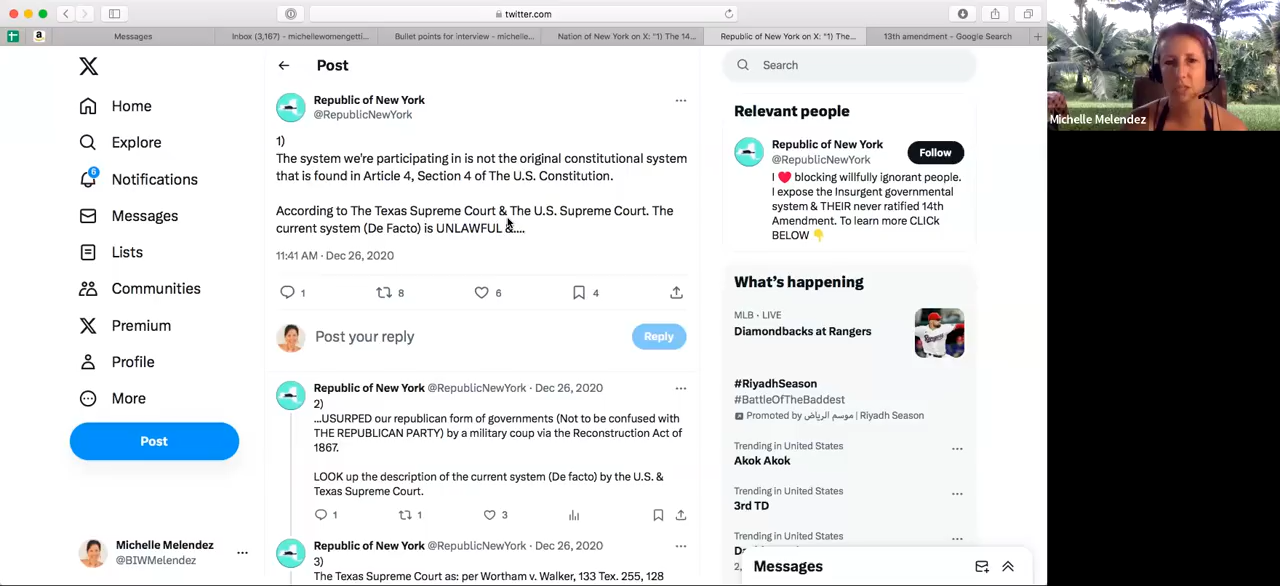 twitter.com
Messages
Inbox (3,167) - michellewomengetti...
Bullet points for interview - michelle...
Nation of New York on X: "1) The 14...
Republic of New York on X: "1) The...
13th amendment - Google Search
Michelle Melendez
Home
Explore
6
Notifications
Messages
Lists
Communities
Premium
Profile
More
Post
Michelle Melendez
@BIWMelendez
Post
Republic of New York
@RepublicNewYork
1)
The system we're participating in is not the original constitutional system
that is found in Article 4, Section 4 of The U.S. Constitution.
According to The Texas Supreme Court & The U.S. Supreme Court. The
current system (De Facto) is UNLAWFUL &....
11:41 AM · Dec 26, 2020
1 8 6 4
Post your reply
Reply
Republic of New York @RepublicNewYork · Dec 26, 2020
2)
...USURPED our republican form of governments (Not to be confused with
THE REPUBLICAN PARTY) by a military coup via the Reconstruction Act of
1867.
LOOK up the description of the current system (De facto) by the U.S. &
Texas Supreme Court.
1 1 3
Republic of New York @RepublicNewYork · Dec 26, 2020
3)
The Texas Supreme Court as: per Wortham v. Walker, 133 Tex. 255, 128
Search
Relevant people
Republic of New York
@RepublicNewYork
Follow
I ❤️ blocking willfully ignorant people.
I expose the Insurgent governmental
system & THEIR never ratified 14th
Amendment. To learn more CLICk
BELOW 👇
What's happening
MLB · LIVE
Diamondbacks at Rangers
#RiyadhSeason
#BattleOfTheBaddest
Promoted by موسم الرياض | Riyadh Season
Trending in United States
Akok Akok
Trending in United States
3rd TD
Trending in United States
Messages